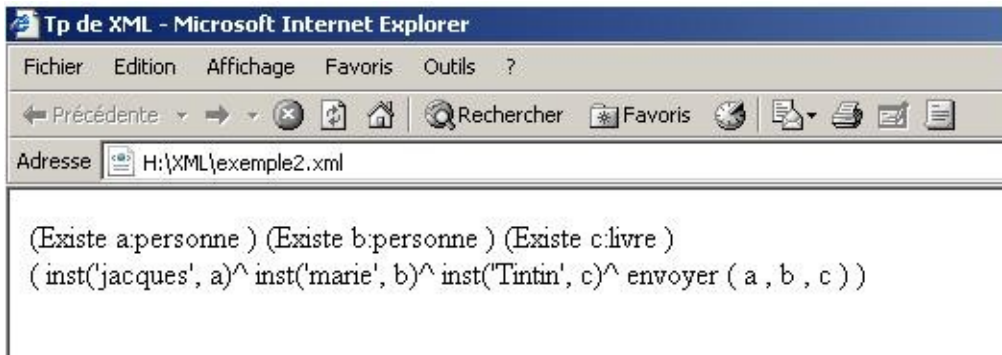 Tp de XML - Microsoft Internet Explorer
Fichier Edition Affichage Favoris Outils ?
Précédente Rechercher Favoris
Adresse H:\XML\exemple2.xml
(Existe a:personne ) (Existe b:personne ) (Existe c:livre )
( inst('jacques', a)^ inst('marie', b)^ inst('Tintin', c)^ envoyer ( a , b , c ) )